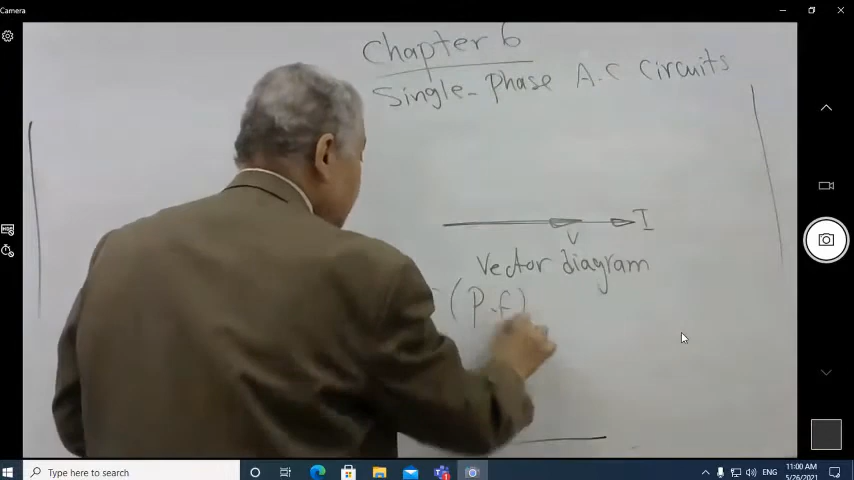 Camera
Chapter 6
Single-Phase A.C Circuits
I
V
Vector diagram
(P.f)
Type here to search
ENG
11:00 AM
5/26/2021